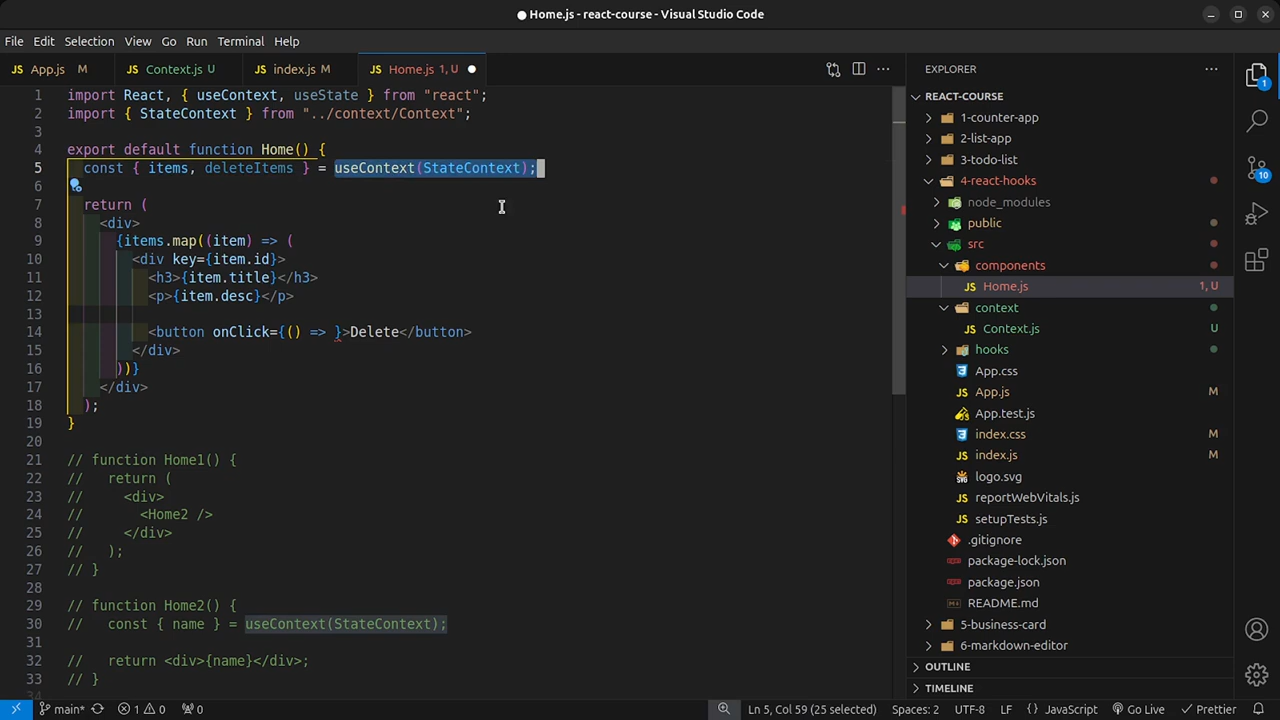 Home.js - react-course - Visual Studio Code
File Edit Selection View Go Run Terminal Help
JS App.js M
JS Context.js U
JS index.js M
JS Home.js 1, U
1 import React, { useContext, useState } from "react";
2 import { StateContext } from "../context/Context";
3
4 export default function Home() {
5 const { items, deleteItems } = useContext(StateContext);
6
7 return (
8 <div>
9 {items.map((item) => (
10 <div key={item.id}>
11 <h3>{item.title}</h3>
12 <p>{item.desc}</p>
13
14 <button onClick={() => }>Delete</button>
15 </div>
16 ))}
17 </div>
18 );
19 }
20
21 // function Home1() {
22 //   return (
23 //     <div>
24 //       <Home2 />
25 //     </div>
26 //   );
27 // }
28
29 // function Home2() {
30 //   const { name } = useContext(StateContext);
31
32 //   return <div>{name}</div>;
33 // }
34
EXPLORER
REACT-COURSE
1-counter-app
2-list-app
3-todo-list
4-react-hooks
node_modules
public
src
components
JS Home.js 1, U
context
JS Context.js U
hooks
App.css
JS App.js M
App.test.js
index.css M
JS index.js M
logo.svg
JS reportWebVitals.js
JS setupTests.js
.gitignore
package-lock.json
package.json
README.md
5-business-card
6-markdown-editor
OUTLINE
TIMELINE
1
10
main* 1 0 0 Ln 5, Col 59 (25 selected) Spaces: 2 UTF-8 LF { } JavaScript Go Live Prettier